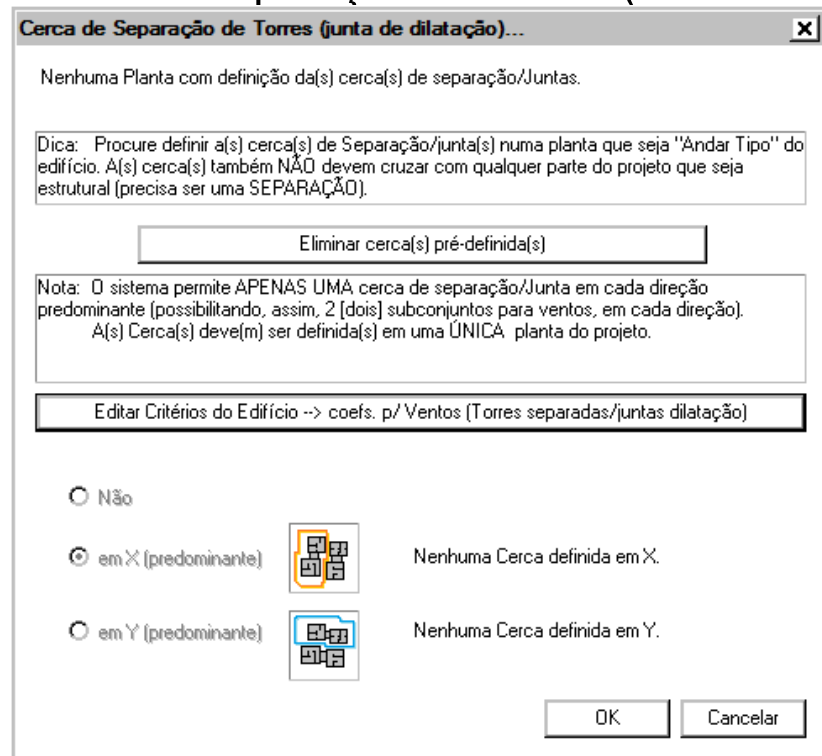 Cerca de Separação de Torres (junta de dilatação)...
Nenhuma Planta com definição da(s) cerca(s) de separação/Juntas.
Dica: Procure definir a(s) cerca(s) de Separação/junta(s) numa planta que seja "Andar Tipo" do
edifício. A(s) cerca(s) também NÃO devem cruzar com qualquer parte do projeto que seja
estrutural (precisa ser uma SEPARAÇÃO).
Eliminar cerca(s) pré-definida(s)
Nota: O sistema permite APENAS UMA cerca de separação/Junta em cada direção
predominante (possibilitando, assim, 2 [dois] subconjuntos para ventos, em cada direção).
A(s) Cerca(s) deve(m) ser definida(s) em uma ÚNICA planta do projeto.
Editar Critérios do Edifício --> coefs. p/ Ventos (Torres separadas/juntas dilatação)
Não
em X (predominante) Nenhuma Cerca definida em X.
em Y (predominante) Nenhuma Cerca definida em Y.
OK Cancelar